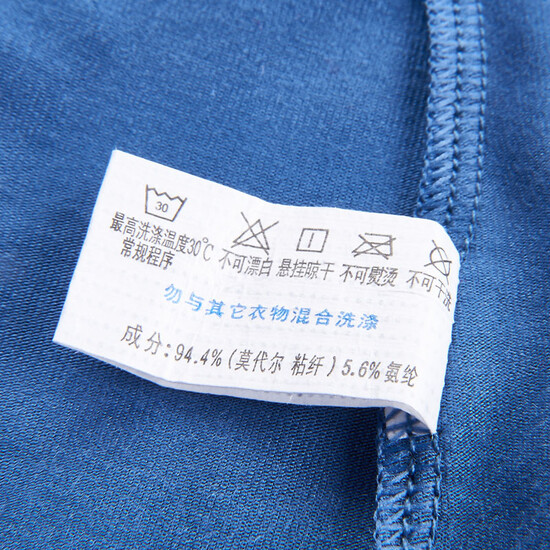 30
最高洗涤温度30℃
常规程序
不可漂白 悬挂晾干 不可熨烫 不可干洗
勿与其它衣物混合洗涤
成分:94.4%(莫代尔 粘纤)5.6%氨纶